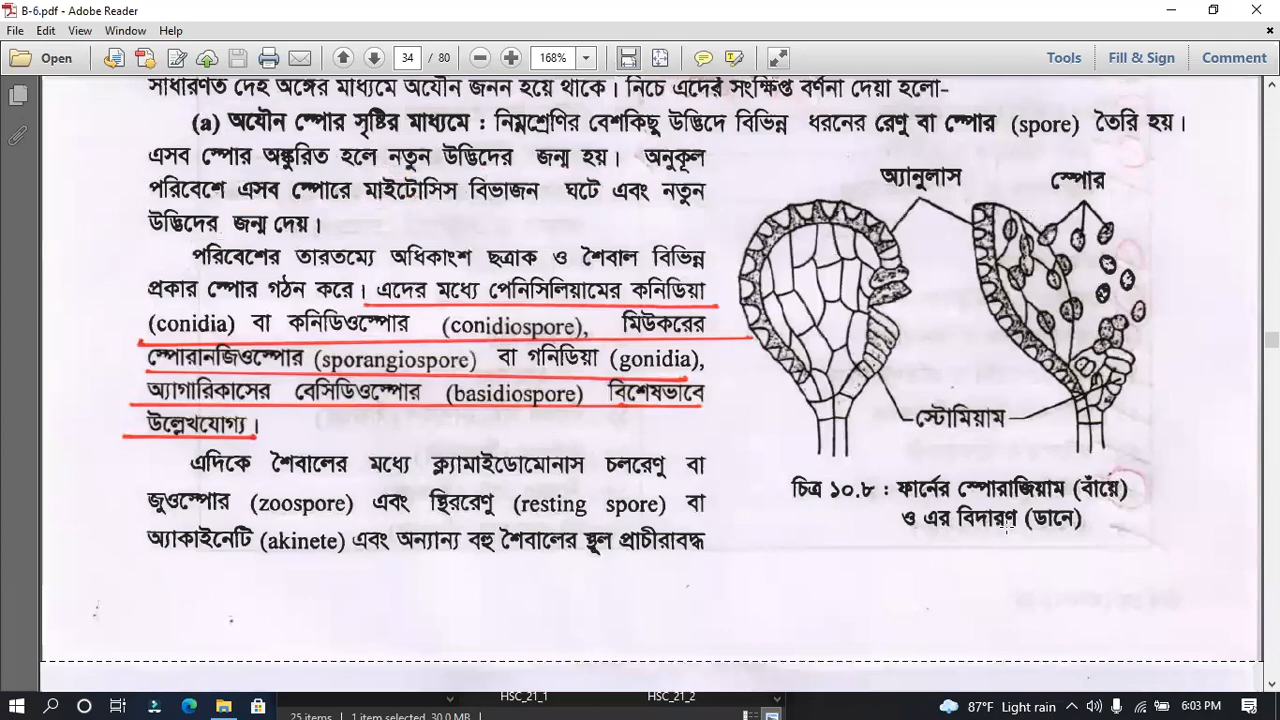 B-6.pdf - Adobe Reader
File Edit View Window Help
Open 34 / 80 168% Tools Fill & Sign Comment
সাধারণত দেহ অঙ্গের মাধ্যমে অযৌন জনন হয়ে থাকে। নিচে এদের সংক্ষিপ্ত বর্ণনা দেয়া হলো-
(a) অযৌন স্পোর সৃষ্টির মাধ্যমে : নিম্নশ্রেণির বেশকিছু উদ্ভিদে বিভিন্ন ধরনের রেণু বা স্পোর (spore) তৈরি হয়।
এসব স্পোর অঙ্কুরিত হলে নতুন উদ্ভিদের জন্ম হয়। অনুকূল
পরিবেশে এসব স্পোরে মাইটোসিস বিভাজন ঘটে এবং নতুন
উদ্ভিদের জন্ম দেয়।
পরিবেশের তারতম্যে অধিকাংশ ছত্রাক ও শৈবাল বিভিন্ন
প্রকার স্পোর গঠন করে। এদের মধ্যে পেনিসিলিয়ামের কনিডিয়া
(conidia) বা কনিডিওস্পোর (conidiospore), মিউকরের
স্পোরানজিওস্পোর (sporangiospore) বা গনিডিয়া (gonidia),
অ্যাগারিকাসের বেসিডিওস্পোর (basidiospore) বিশেষভাবে
উল্লেখযোগ্য।
এদিকে শৈবালের মধ্যে ক্ল্যামাইডোমোনাস চলরেণু বা
জুওস্পোর (zoospore) এবং স্থিররেণু (resting spore) বা
অ্যাকাইনেটি (akinete) এবং অন্যান্য বহু শৈবালের স্থূল প্রাচীরাবদ্ধ
অ্যানুলাস স্পোর
স্টোমিয়াম
চিত্র ১০.৮ : ফার্নের স্পোরাঞ্জিয়াম (বাঁয়ে)
ও এর বিদারণ (ডানে)
HSC_21_1 HSC_21_2
25 items 1 item selected 30.0 MB
87°F Light rain 6:03 PM